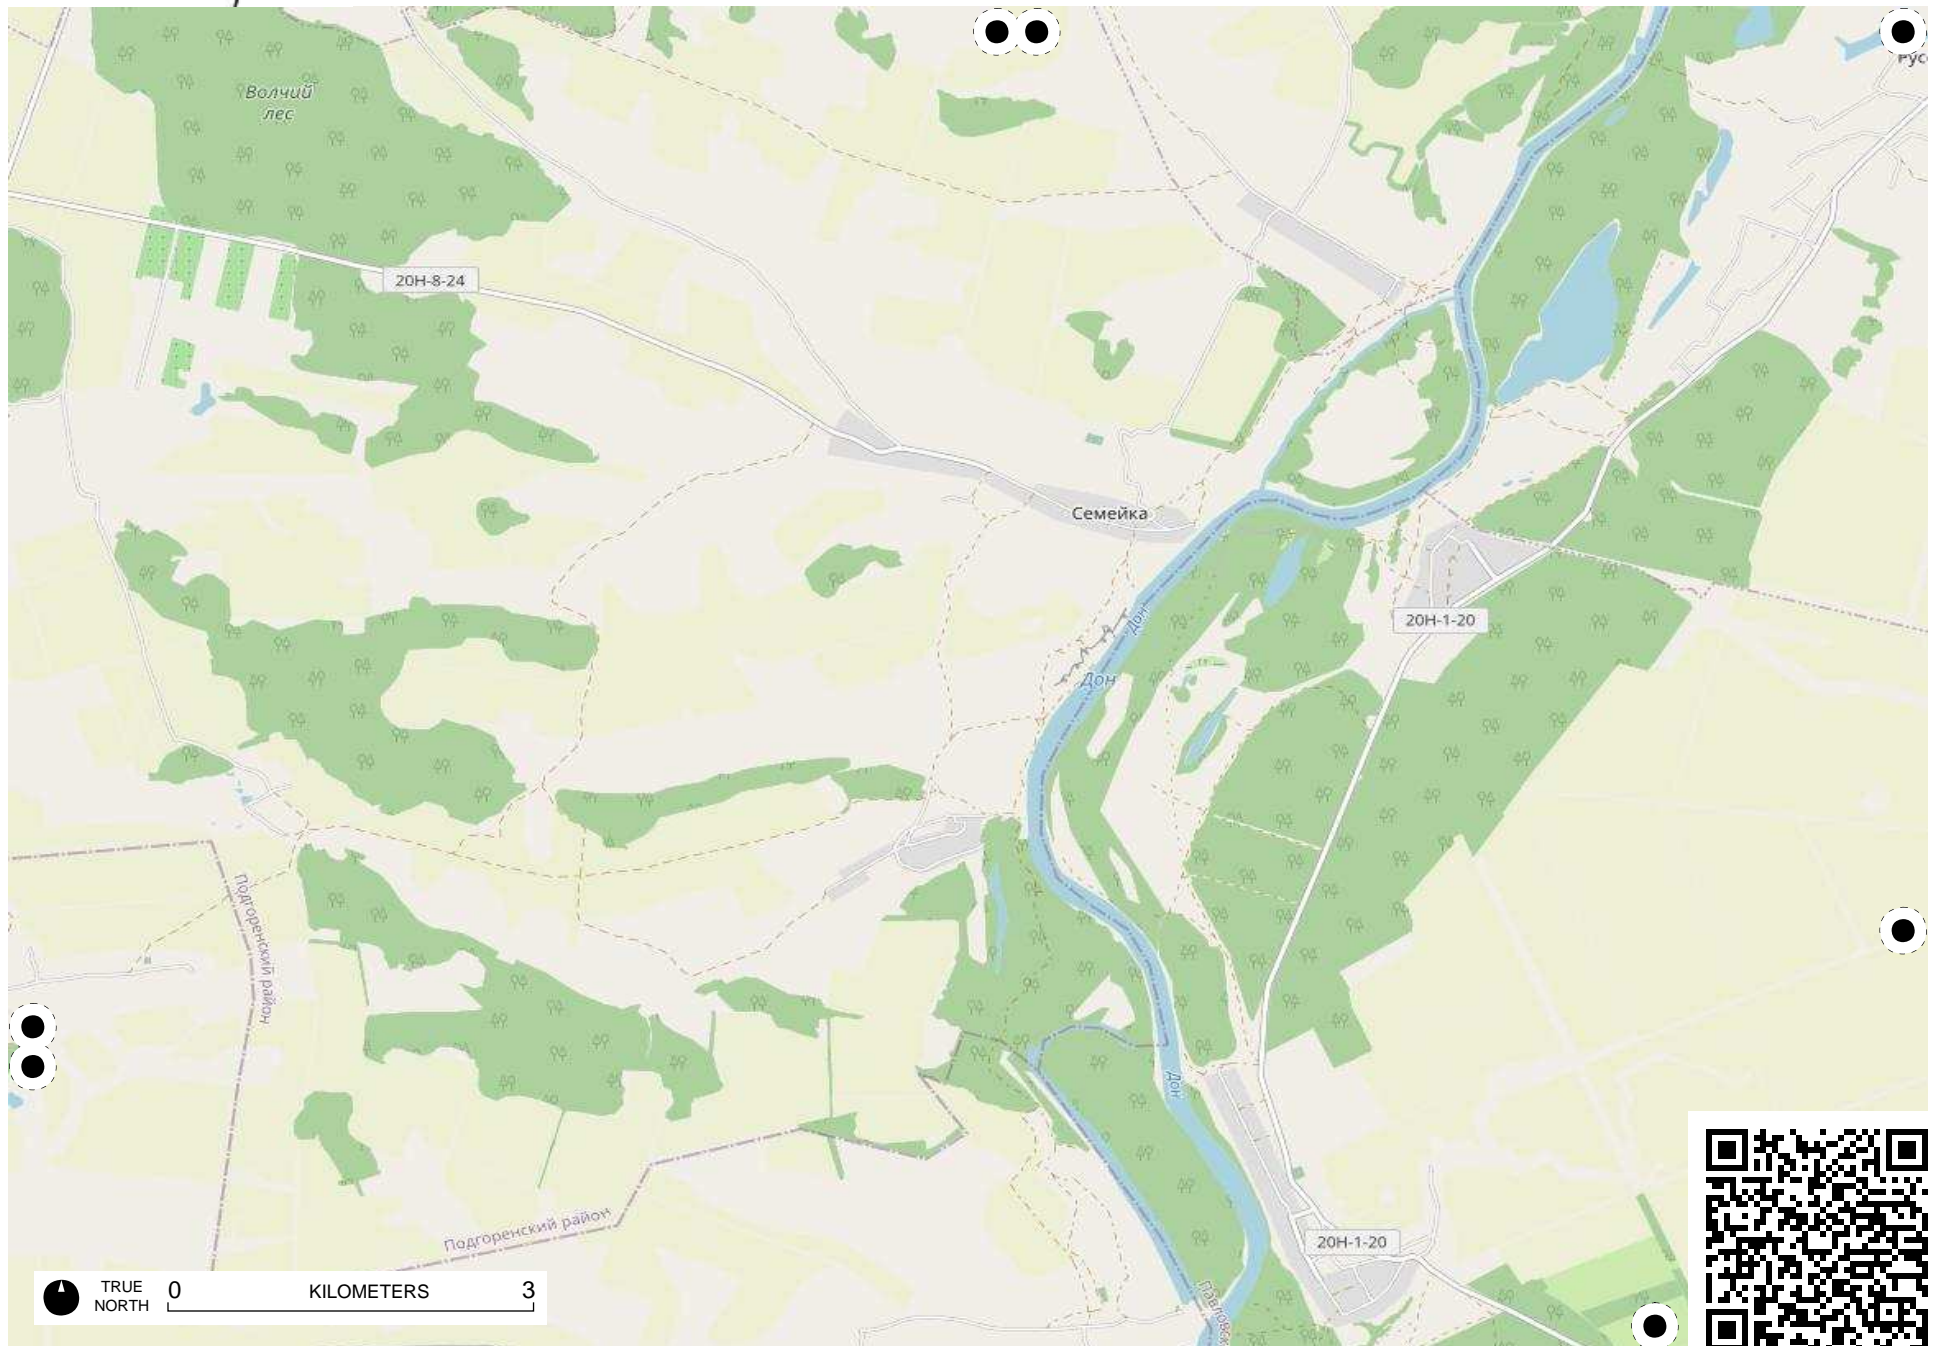 Волчий
лес
20Н-8-24
Семейка
20Н-1-20
Дон
Дон
Подгоренский район
Дон
Подгоренский район
20Н-1-20
TRUE
NORTH
0 KILOMETERS 3